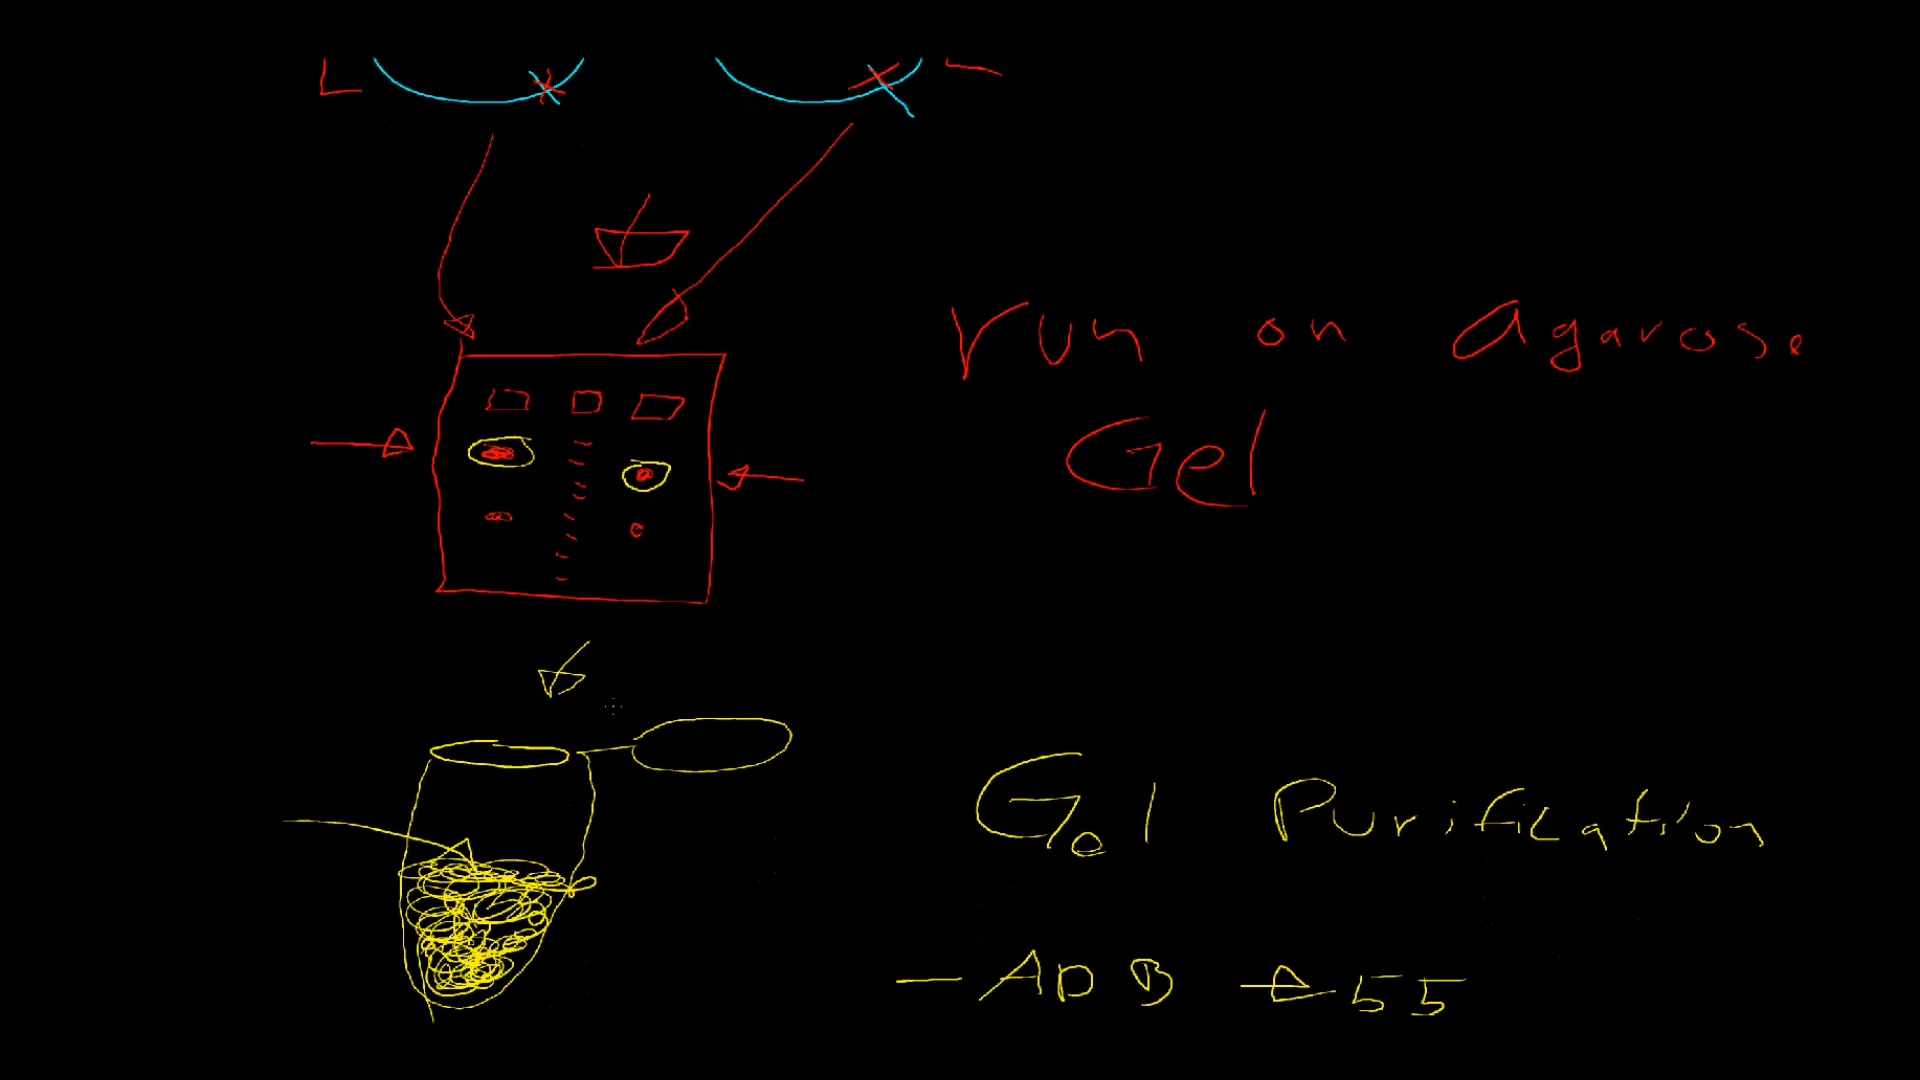 run on Agarose
Gel
Gel Purification
- ADB → 55